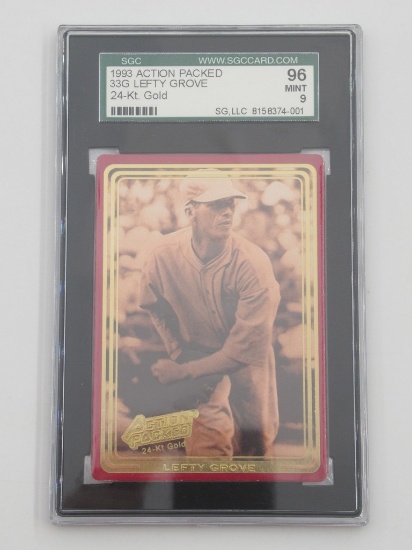 SGC WWW.SGCCARD.COM
1993 ACTION PACKED 96
33G LEFTY GROVE MINT
24-Kt. Gold 9
SG,LLC 8158374-001
ACTION
PACKED
24-Kt. Gold
LEFTY GROVE